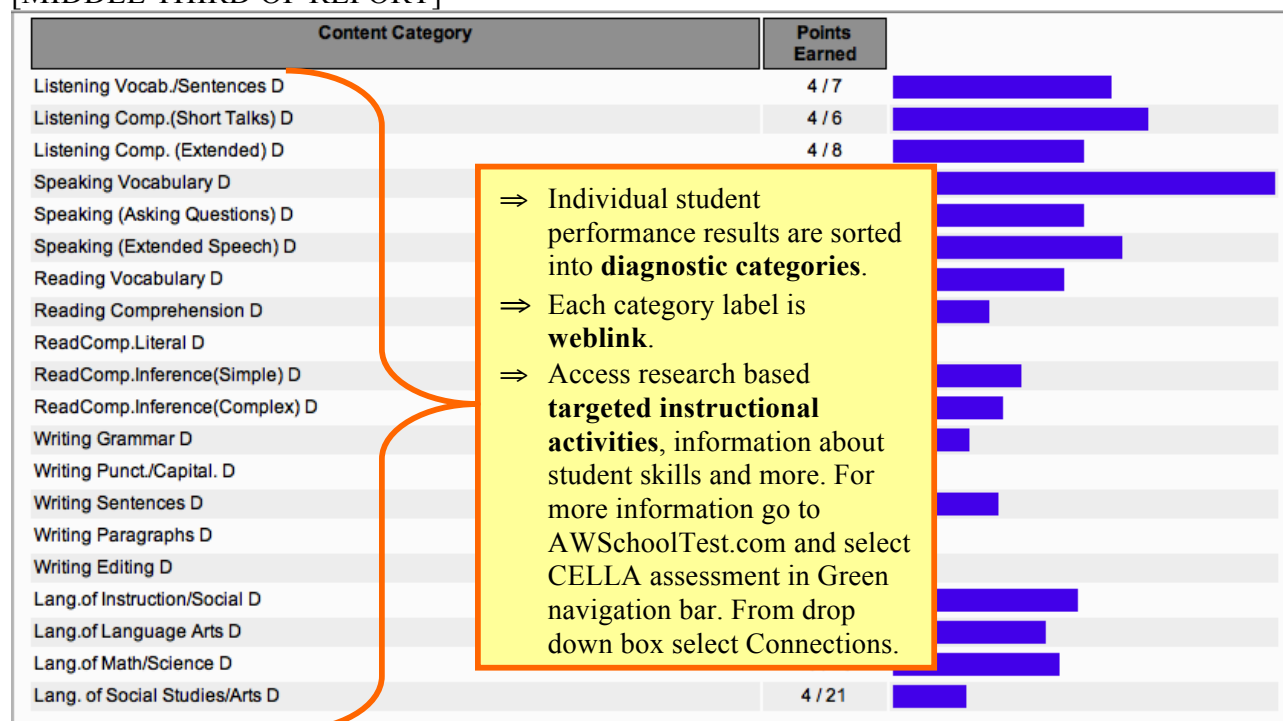 [MIDDLE THIRD OF REPORT]
Content Category
Points
Earned
Listening Vocab./Sentences D 4 / 7
Listening Comp.(Short Talks) D 4 / 6
Listening Comp. (Extended) D 4 / 8
Speaking Vocabulary D
Speaking (Asking Questions) D
Speaking (Extended Speech) D
Reading Vocabulary D
Reading Comprehension D
ReadComp.Literal D
ReadComp.Inference(Simple) D
ReadComp.Inference(Complex) D
Writing Grammar D
Writing Punct./Capital. D
Writing Sentences D
Writing Paragraphs D
Writing Editing D
Lang.of Instruction/Social D
Lang.of Language Arts D
Lang.of Math/Science D
Lang. of Social Studies/Arts D 4 / 21
⇒ Individual student
performance results are sorted
into diagnostic categories.
⇒ Each category label is
weblink.
⇒ Access research based
targeted instructional
activities, information about
student skills and more. For
more information go to
AWSchoolTest.com and select
CELLA assessment in Green
navigation bar. From drop
down box select Connections.